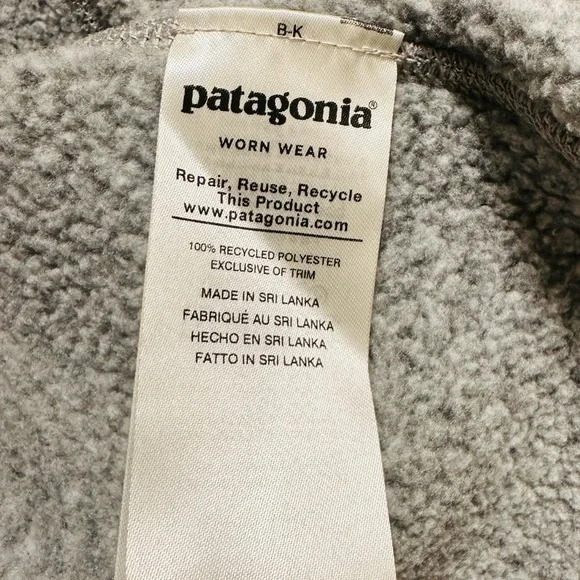 B-K
patagonia®
WORN WEAR
Repair, Reuse, Recycle
This Product
www.patagonia.com
100% RECYCLED POLYESTER
EXCLUSIVE OF TRIM
MADE IN SRI LANKA
FABRIQUÉ AU SRI LANKA
HECHO EN SRI LANKA
FATTO IN SRI LANKA